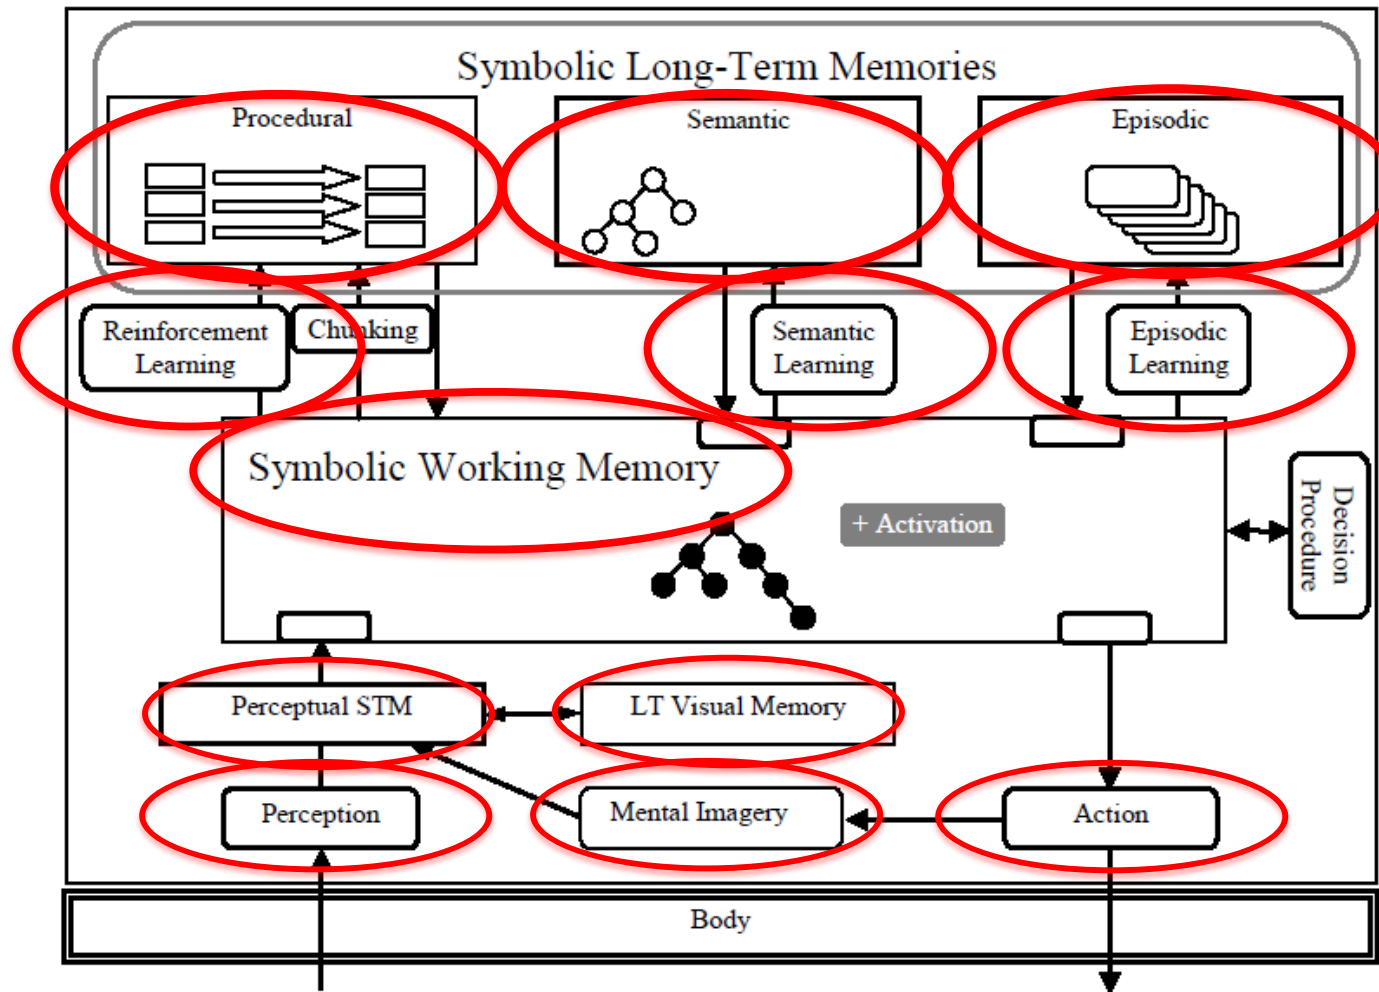 Symbolic Long-Term Memories
Procedural
Semantic
Episodic
Reinforcement
Learning
Chunking
Semantic
Learning
Episodic
Learning
Symbolic Working Memory
+ Activation
Decision
Procedure
Perceptual STM
LT Visual Memory
Perception
Mental Imagery
Action
Body